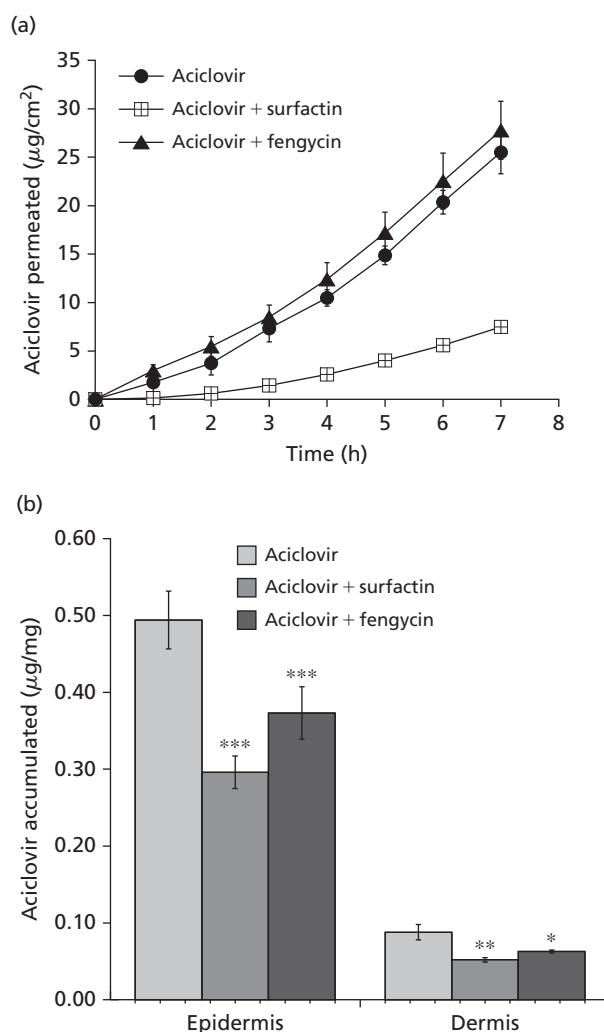 (a)
Aciclovir permeated (μg/cm²)
35
30
25
20
15
10
5
0
Aciclovir
Aciclovir + surfactin
Aciclovir + fengycin
0 1 2 3 4 5 6 7 8
Time (h)
(b)
Aciclovir accumulated (μg/mg)
0.60
0.50
0.40
0.30
0.20
0.10
0.00
Aciclovir
Aciclovir + surfactin
Aciclovir + fengycin
***
***
**
*
Epidermis Dermis